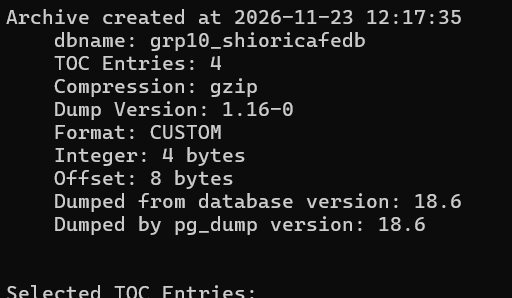 Archive created at 2026-11-23 12:17:35
dbname: grp10_shioricafedb
TOC Entries: 4
Compression: gzip
Dump Version: 1.16-0
Format: CUSTOM
Integer: 4 bytes
Offset: 8 bytes
Dumped from database version: 18.6
Dumped by pg_dump version: 18.6
Selected TOC Entries: